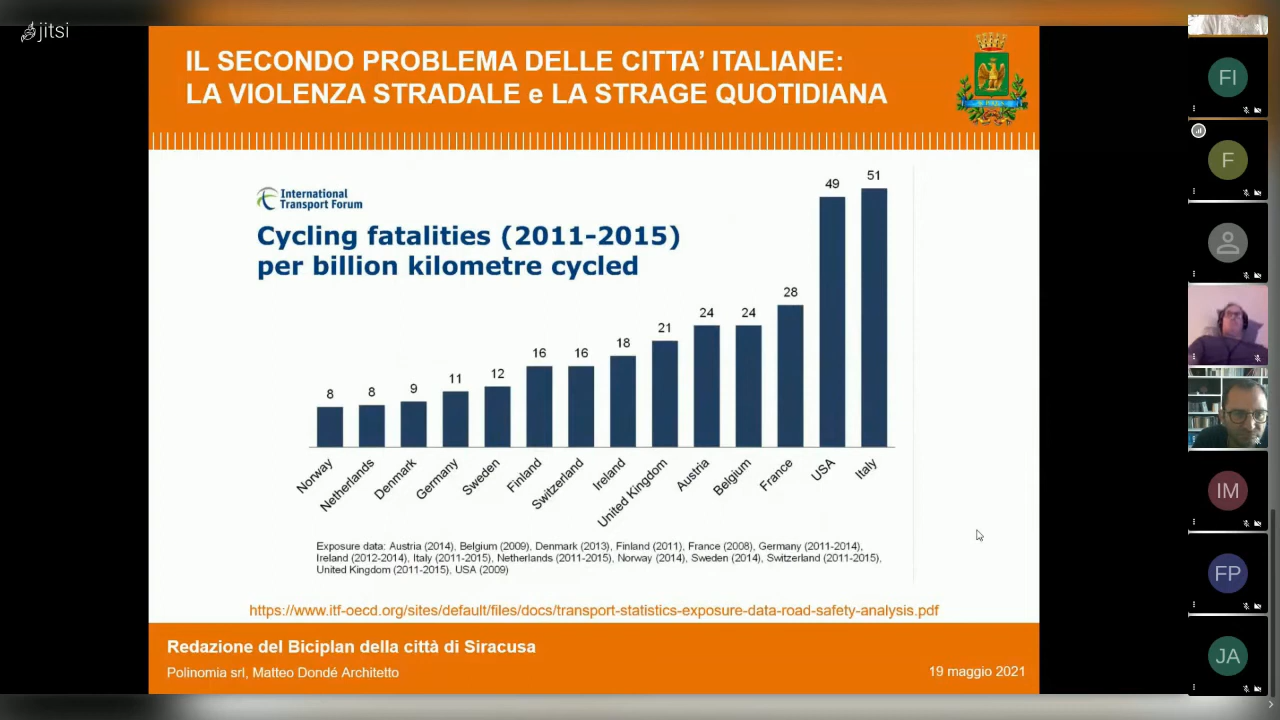 jitsi
IL SECONDO PROBLEMA DELLE CITTA' ITALIANE:
LA VIOLENZA STRADALE e LA STRAGE QUOTIDIANA
International
Transport Forum
Cycling fatalities (2011-2015)
per billion kilometre cycled
8
8
9
11
12
16
16
18
21
24
24
28
49
51
Norway
Netherlands
Denmark
Germany
Sweden
Finland
Switzerland
Ireland
United Kingdom
Austria
Belgium
France
USA
Italy
Exposure data: Austria (2014), Belgium (2009), Denmark (2013), Finland (2011), France (2008), Germany (2011-2014),
Ireland (2012-2014), Italy (2011-2015), Netherlands (2011-2015), Norway (2014), Sweden (2014), Switzerland (2011-2015),
United Kingdom (2011-2015), USA (2009)
https://www.itf-oecd.org/sites/default/files/docs/transport-statistics-exposure-data-road-safety-analysis.pdf
Redazione del Biciplan della città di Siracusa
Polinomia srl, Matteo Dondé Architetto
19 maggio 2021
FI
F
IM
FP
JA